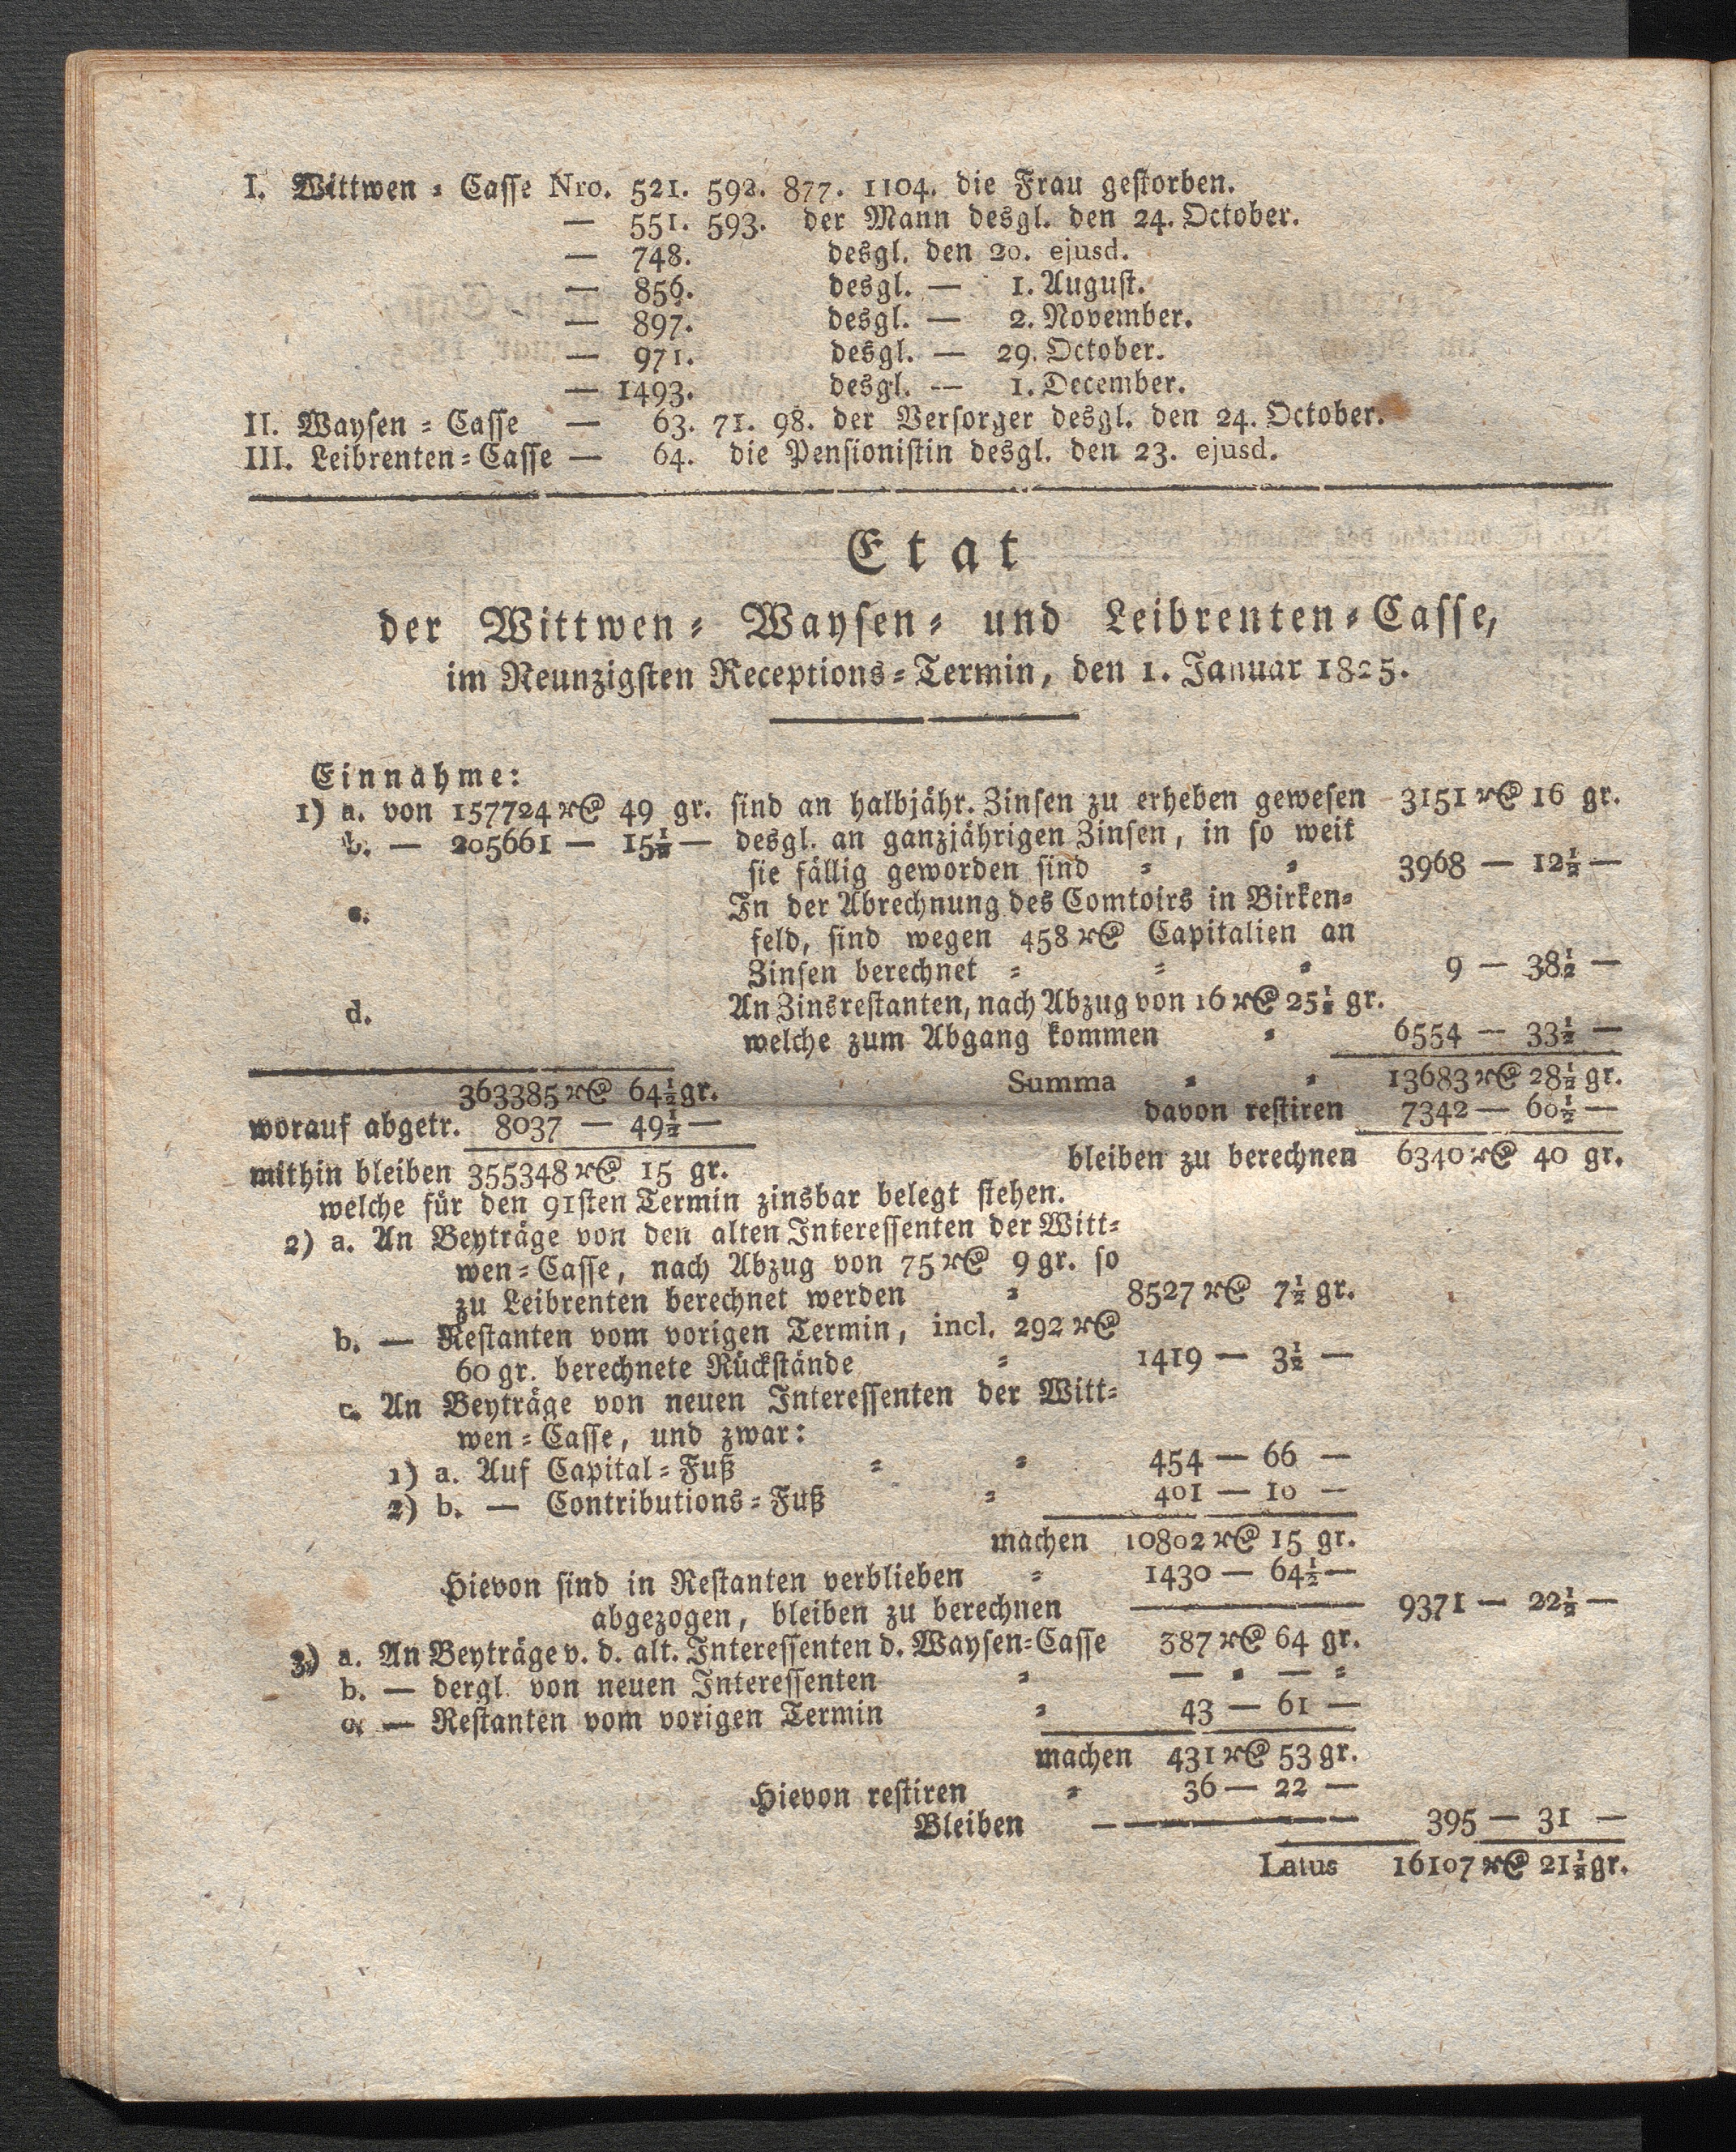 I. Wittwen = Casse Nro. 521. 592. 877. 1104. die Frau gestorben.
— 551. 593. der Mann desgl. den 24. October.
— 748. desgl. den 20. ejusd.
— 856. desgl. — 1. August.
— 897. desgl. — 2. November.
— 971. desgl. — 29. October.
— 1493. desgl. — 1. December.
II. Waysen = Casse — 63. 71. 98. der Versorger desgl. den 24. October.
III. Leibrenten = Casse — 64. die Pensionistin desgl. den 23. ejusd.
Etat
der Wittwen = Waysen = und Leibrenten = Casse,
im Neunzigsten Receptions = Termin, den 1. Januar 1825.
Einnahme:
1) a. von 157724 r₰ 49 gr. sind an halbjähr. Zinsen zu erheben gewesen 3151 r₰ 16 gr.
b. — 205661 — 15½ — desgl. an ganzjährigen Zinsen, in so weit
sie fällig geworden sind = = 3968 — 12½ —
c. In der Abrechnung des Comtoirs in Birken=
feld, sind wegen 458 r₰ Capitalien an
Zinsen berechnet = = = 9 — 38½ —
d. An Zinsrestanten, nach Abzug von 16 r₰ 25½ gr.
welche zum Abgang kommen = 6554 — 33½ —
363385 r₰ 64½ gr. Summa = = 13683 r₰ 28½ gr.
worauf abgetr. 8037 — 49½ — davon restiren 7342 — 60½ —
mithin bleiben 355348 r₰ 15 gr. bleiben zu berechnen 6340 r₰ 40 gr.
welche für den 91sten Termin zinsbar belegt stehen.
2) a. An Beyträge von den alten Interessenten der Witt=
wen = Casse, nach Abzug von 75 r₰ 9 gr. so
zu Leibrenten berechnet werden = 8527 r₰ 7½ gr.
b. — Restanten vom vorigen Termin, incl. 292 r₰
60 gr. berechnete Rückstände = 1419 — 3½ —
c. An Beyträge von neuen Interessenten der Witt=
wen = Casse, und zwar:
1) a. Auf Capital = Fuß = = 454 — 66 —
2) b. — Contributions = Fuß = 401 — 10 —
machen 10802 r₰ 15 gr.
Hievon sind in Restanten verblieben = 1430 — 64½ —
abgezogen, bleiben zu berechnen 9371 — 22½ —
3) a. An Beyträge v. d. alt. Interessenten d. Waysen=Casse 387 r₰ 64 gr.
b. — dergl. von neuen Interessenten = — = — =
c. — Restanten vom vorigen Termin = 43 — 61 —
machen 431 r₰ 53 gr.
Hievon restiren = 36 — 22 —
Bleiben 395 — 31 —
Latus 16107 r₰ 21½ gr.